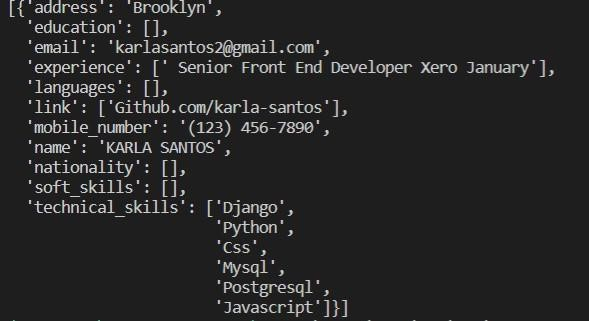 [{'address': 'Brooklyn',
'education': [],
'email': 'karlasantos2@gmail.com',
'experience': [' Senior Front End Developer Xero January'],
'languages': [],
'link': ['Github.com/karla-santos'],
'mobile_number': '(123) 456-7890',
'name': 'KARLA SANTOS',
'nationality': [],
'soft_skills': [],
'technical_skills': ['Django',
'Python',
'Css',
'Mysql',
'Postgresql',
'Javascript']}]